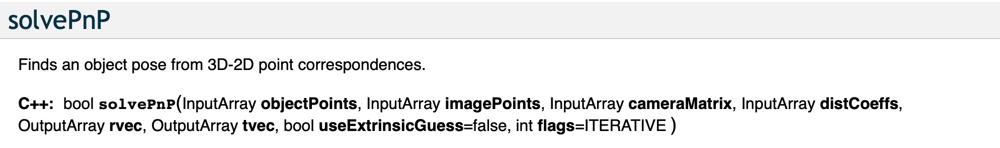 solvePnP
Finds an object pose from 3D-2D point correspondences.
C++: bool solvePnP(InputArray objectPoints, InputArray imagePoints, InputArray cameraMatrix, InputArray distCoeffs,
OutputArray rvec, OutputArray tvec, bool useExtrinsicGuess=false, int flags=ITERATIVE )